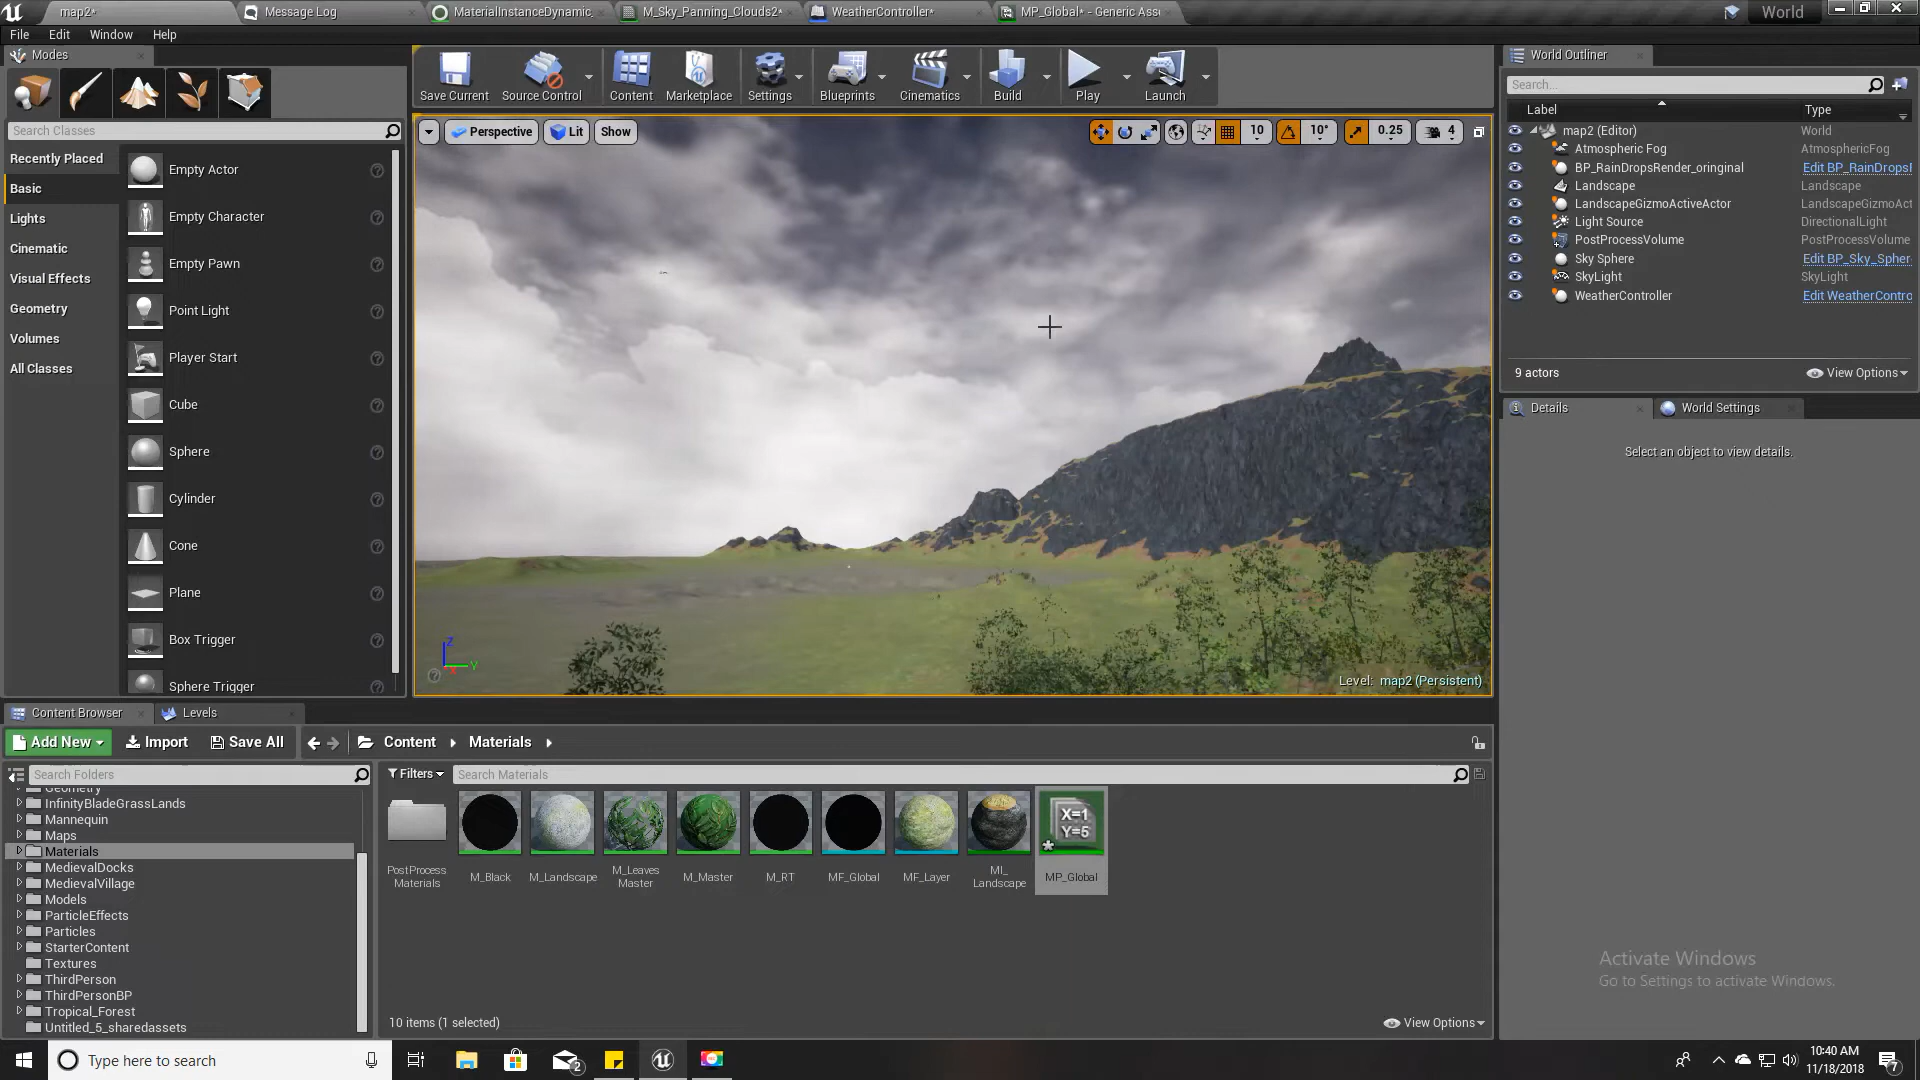 map2*
Message Log
MaterialInstanceDynamic
M_Sky_Panning_Clouds2*
WeatherController*
MP_Global* - Generic Ass
World
File
Edit
Window
Help
Modes
Search Classes
Recently Placed
Basic
Lights
Cinematic
Visual Effects
Geometry
Volumes
All Classes
Empty Actor
Empty Character
Empty Pawn
Point Light
Player Start
Cube
Sphere
Cylinder
Cone
Plane
Box Trigger
Sphere Trigger
Save Current
Source Control
Content
Marketplace
Settings
Blueprints
Cinematics
Build
Play
Launch
Perspective
Lit
Show
10
10°
0.25
4
Z
Y
Level: map2 (Persistent)
World Outliner
Search...
Label
Type
map2 (Editor)
World
Atmospheric Fog
AtmosphericFog
BP_RainDropsRender_oringinal
Edit BP_RainDropsI
Landscape
Landscape
LandscapeGizmoActiveActor
LandscapeGizmoAct
Light Source
DirectionalLight
PostProcessVolume
PostProcessVolume
Sky Sphere
Edit BP_Sky_Spher
SkyLight
SkyLight
WeatherController
Edit WeatherContro
9 actors
View Options
Details
World Settings
Select an object to view details.
Content Browser
Levels
Add New
Import
Save All
Content
Materials
Search Folders
Geometry
InfinityBladeGrassLands
Mannequin
Maps
Materials
MedievalDocks
MedievalVillage
Models
ParticleEffects
Particles
StarterContent
Textures
ThirdPerson
ThirdPersonBP
Tropical_Forest
Untitled_5_sharedassets
Filters
Search Materials
PostProcess
Materials
M_Black
M_Landscape
M_Leaves
Master
M_Master
M_RT
MF_Global
MF_Layer
MI_
Landscape
X=1
Y=5
MP_Global
10 items (1 selected)
View Options
Activate Windows
Go to Settings to activate Windows.
Type here to search
2
10:40 AM
11/18/2018
7